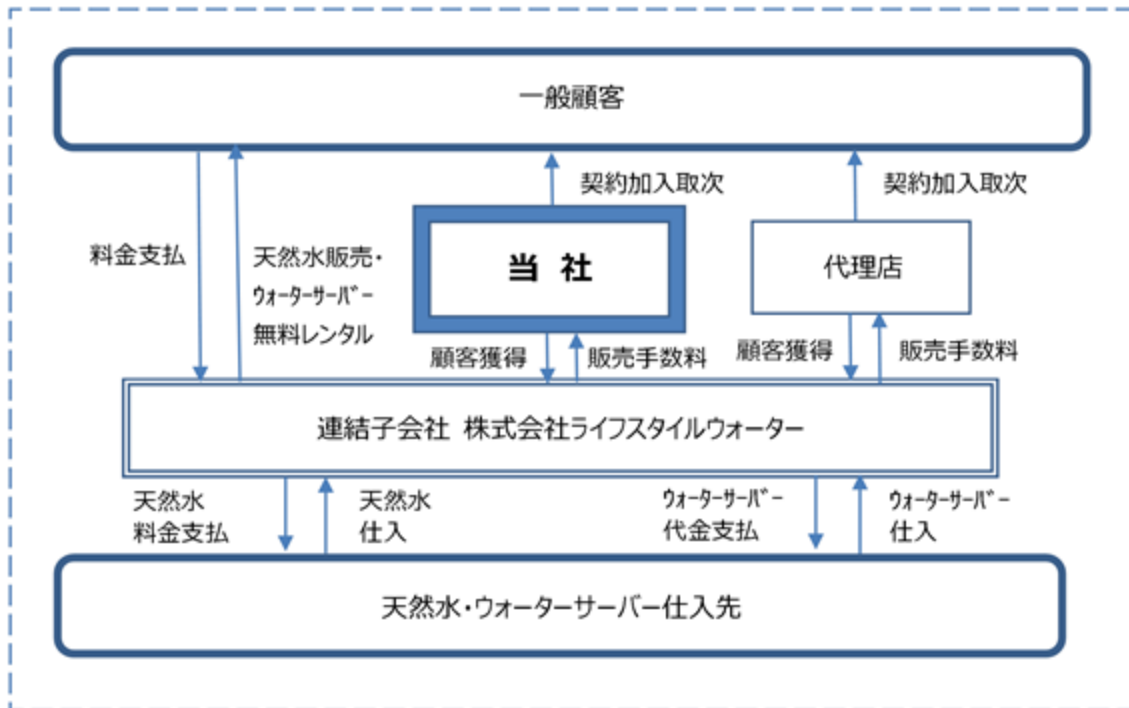 一般顧客
契約加入取次
契約加入取次
料金支払
天然水販売・
ｳｫｰﾀｰｻｰﾊﾞｰ
無料レンタル
当 社
代理店
顧客獲得
販売手数料
顧客獲得
販売手数料
連結子会社 株式会社ライフスタイルウォーター
天然水
料金支払
天然水
仕入
ｳｫｰﾀｰｻｰﾊﾞｰ
代金支払
ｳｫｰﾀｰｻｰﾊﾞｰ
仕入
天然水・ウォーターサーバー仕入先